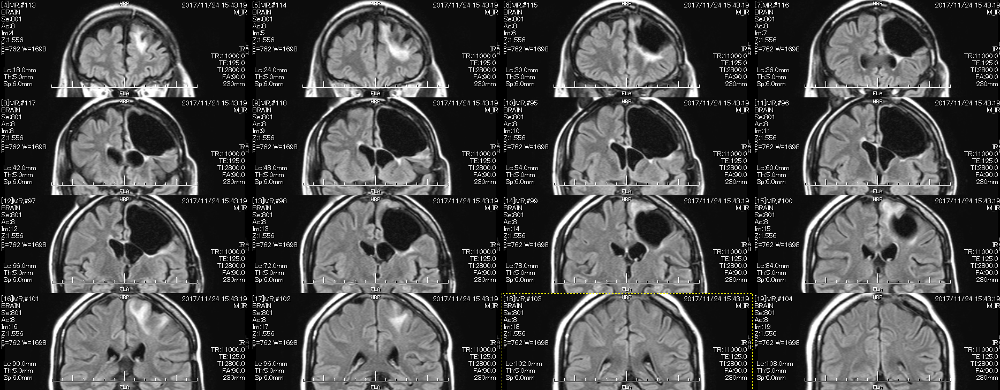 [4]MR,#113 HRP 2017/11/24 15:43:19
BRAIN M_IR
Se:801
Ac:8
Im:4
Z:1.556
W=1698
TR:11000.0
TE:125.0
Lc:18.0mm TI:2800.0
Th:5.0mm FA:90.0
Sp:6.0mm 230mm
FLA
[5]MR,#114 HRP 2017/11/24 15:43:19
BRAIN M_IR
Se:801
Ac:8
Im:5
Z:1.556
W=1698
TR:11000.0
TE:125.0
Lc:24.0mm TI:2800.0
Th:5.0mm FA:90.0
Sp:6.0mm 230mm
FLA
[6]MR,#115 HRP 2017/11/24 15:43:19
BRAIN M_IR
Se:801
Ac:8
Im:6
Z:1.556
W=1698
TR:11000.0
TE:125.0
Lc:30.0mm TI:2800.0
Th:5.0mm FA:90.0
Sp:6.0mm 230mm
FLA
[7]MR,#116 HRP 2017/11/24 15:43:19
BRAIN M_IR
Se:801
Ac:8
Im:7
Z:1.556
W=1698
TR:11000.0
TE:125.0
Lc:36.0mm TI:2800.0
Th:5.0mm FA:90.0
Sp:6.0mm 230mm
FLA
[8]MR,#117 HRP 2017/11/24 15:43:19
BRAIN M_IR
Se:801
Ac:8
Im:8
Z:1.556
W=1698
TR:11000.0
TE:125.0
Lc:42.0mm TI:2800.0
Th:5.0mm FA:90.0
Sp:6.0mm 230mm
FLA
[9]MR,#118 HRP 2017/11/24 15:43:19
BRAIN M_IR
Se:801
Ac:8
Im:9
Z:1.556
W=1698
TR:11000.0
TE:125.0
Lc:48.0mm TI:2800.0
Th:5.0mm FA:90.0
Sp:6.0mm 230mm
FLA
[10]MR,#95 HRP 2017/11/24 15:43:19
BRAIN M_IR
Se:801
Ac:8
Im:10
Z:1.556
W=1698
TR:11000.0
TE:125.0
Lc:54.0mm TI:2800.0
Th:5.0mm FA:90.0
Sp:6.0mm 230mm
FLA
[11]MR,#96 HRP 2017/11/24 15:43:19
BRAIN M_IR
Se:801
Ac:8
Im:11
Z:1.556
W=1698
TR:11000.0
TE:125.0
Lc:60.0mm TI:2800.0
Th:5.0mm FA:90.0
Sp:6.0mm 230mm
FLA
[12]MR,#97 HRP 2017/11/24 15:43:19
BRAIN M_IR
Se:801
Ac:8
Im:12
Z:1.556
W=1698
TR:11000.0
TE:125.0
Lc:66.0mm TI:2800.0
Th:5.0mm FA:90.0
Sp:6.0mm 230mm
FLA
[13]MR,#98 HRP 2017/11/24 15:43:19
BRAIN M_IR
Se:801
Ac:8
Im:13
Z:1.556
W=1698
TR:11000.0
TE:125.0
Lc:72.0mm TI:2800.0
Th:5.0mm FA:90.0
Sp:6.0mm 230mm
FLA
[14]MR,#99 HRP 2017/11/24 15:43:19
BRAIN M_IR
Se:801
Ac:8
Im:14
Z:1.556
W=1698
TR:11000.0
TE:125.0
Lc:78.0mm TI:2800.0
Th:5.0mm FA:90.0
Sp:6.0mm 230mm
FLA
[15]MR,#100 HRP 2017/11/24 15:43:19
BRAIN M_IR
Se:801
Ac:8
Im:15
Z:1.556
W=1698
TR:11000.0
TE:125.0
Lc:84.0mm TI:2800.0
Th:5.0mm FA:90.0
Sp:6.0mm 230mm
FLA
[16]MR,#101 HRP 2017/11/24 15:43:19
BRAIN M_IR
Se:801
Ac:8
Im:16
Z:1.556
W=1698
TR:11000.0
TE:125.0
Lc:90.0mm TI:2800.0
Th:5.0mm FA:90.0
Sp:6.0mm 230mm
FLA
[17]MR,#102 HRP 2017/11/24 15:43:19
BRAIN M_IR
Se:801
Ac:8
Im:17
Z:1.556
W=1698
TR:11000.0
TE:125.0
Lc:96.0mm TI:2800.0
Th:5.0mm FA:90.0
Sp:6.0mm 230mm
FLA
[18]MR,#103 HRP 2017/11/24 15:43:19
BRAIN M_IR
Se:801
Ac:8
Im:18
Z:1.556
W=1698
TR:11000.0
TE:125.0
Lc:102.0mm TI:2800.0
Th:5.0mm FA:90.0
Sp:6.0mm 230mm
FLA
[19]MR,#104 HRP 2017/11/24 15:43:19
BRAIN M_IR
Se:801
Ac:8
Im:19
Z:1.556
W=1698
TR:11000.0
TE:125.0
Lc:108.0mm TI:2800.0
Th:5.0mm FA:90.0
Sp:6.0mm 230mm
FLA